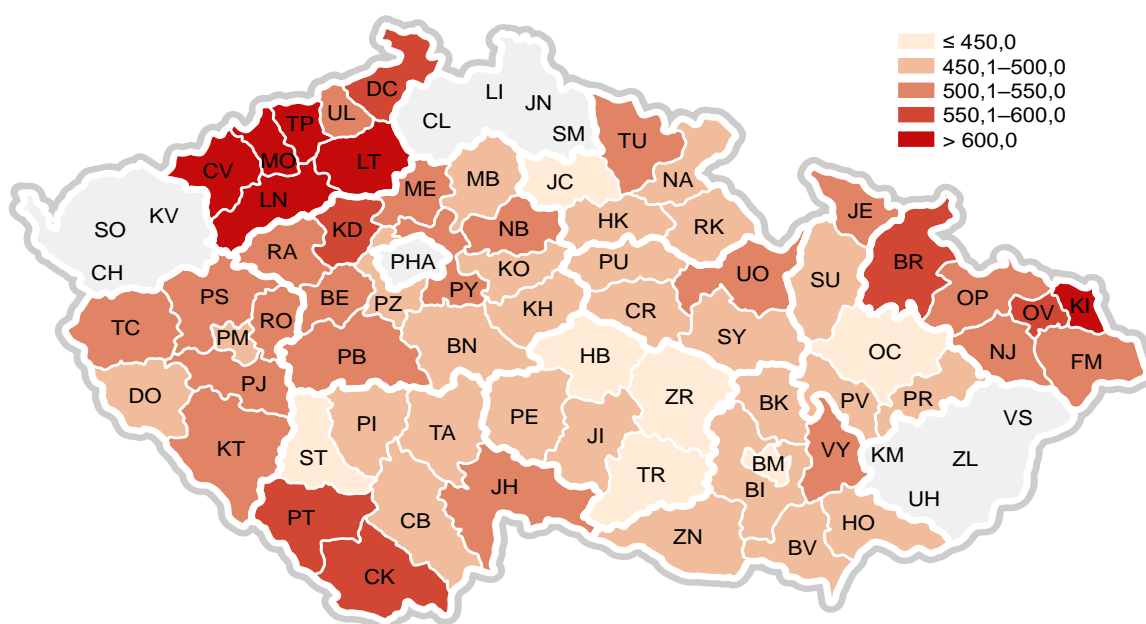 ≤ 450,0
450,1–500,0
500,1–550,0
550,1–600,0
> 600,0
DC
LI
JN
CL
SM
UL
TP
MO
CV
LT
LN
TU
NA
JC
MB
ME
HK
RK
KV
SO
CH
RA
KD
NB
PHA
KO
PU
UO
JE
BR
SU
OP
OV
KI
PS
BE
PZ
PY
KH
CR
SY
TC
RO
PM
PB
BN
HB
OC
NJ
FM
DO
PJ
PI
TA
PE
ZR
BK
PV
PR
VS
KT
ST
JI
TR
BM
BI
VY
KM
ZL
UH
JH
PT
CB
ZN
BV
HO
CK